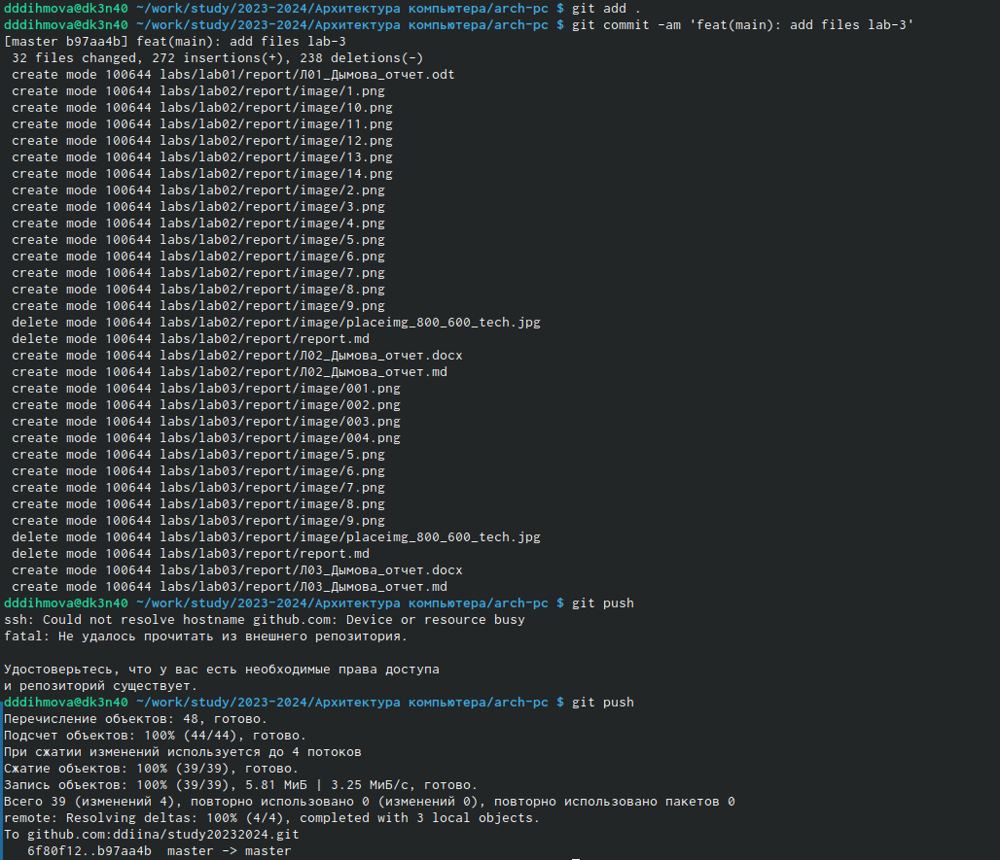 dddihmova@dk3n40 ~/work/study/2023-2024/Архитектура компьютера/arch-pc $ git add .
dddihmova@dk3n40 ~/work/study/2023-2024/Архитектура компьютера/arch-pc $ git commit -am 'feat(main): add files lab-3'
[master b97aa4b] feat(main): add files lab-3
 32 files changed, 272 insertions(+), 238 deletions(-)
 create mode 100644 labs/lab01/report/Л01_Дымова_отчет.odt
 create mode 100644 labs/lab02/report/image/1.png
 create mode 100644 labs/lab02/report/image/10.png
 create mode 100644 labs/lab02/report/image/11.png
 create mode 100644 labs/lab02/report/image/12.png
 create mode 100644 labs/lab02/report/image/13.png
 create mode 100644 labs/lab02/report/image/14.png
 create mode 100644 labs/lab02/report/image/2.png
 create mode 100644 labs/lab02/report/image/3.png
 create mode 100644 labs/lab02/report/image/4.png
 create mode 100644 labs/lab02/report/image/5.png
 create mode 100644 labs/lab02/report/image/6.png
 create mode 100644 labs/lab02/report/image/7.png
 create mode 100644 labs/lab02/report/image/8.png
 create mode 100644 labs/lab02/report/image/9.png
 delete mode 100644 labs/lab02/report/image/placeimg_800_600_tech.jpg
 delete mode 100644 labs/lab02/report/report.md
 create mode 100644 labs/lab02/report/Л02_Дымова_отчет.docx
 create mode 100644 labs/lab02/report/Л02_Дымова_отчет.md
 create mode 100644 labs/lab03/report/image/001.png
 create mode 100644 labs/lab03/report/image/002.png
 create mode 100644 labs/lab03/report/image/003.png
 create mode 100644 labs/lab03/report/image/004.png
 create mode 100644 labs/lab03/report/image/5.png
 create mode 100644 labs/lab03/report/image/6.png
 create mode 100644 labs/lab03/report/image/7.png
 create mode 100644 labs/lab03/report/image/8.png
 create mode 100644 labs/lab03/report/image/9.png
 delete mode 100644 labs/lab03/report/image/placeimg_800_600_tech.jpg
 delete mode 100644 labs/lab03/report/report.md
 create mode 100644 labs/lab03/report/Л03_Дымова_отчет.docx
 create mode 100644 labs/lab03/report/Л03_Дымова_отчет.md
dddihmova@dk3n40 ~/work/study/2023-2024/Архитектура компьютера/arch-pc $ git push
ssh: Could not resolve hostname github.com: Device or resource busy
fatal: Не удалось прочитать из внешнего репозитория.

Удостоверьтесь, что у вас есть необходимые права доступа
и репозиторий существует.
dddihmova@dk3n40 ~/work/study/2023-2024/Архитектура компьютера/arch-pc $ git push
Перечисление объектов: 48, готово.
Подсчет объектов: 100% (44/44), готово.
При сжатии изменений используется до 4 потоков
Сжатие объектов: 100% (39/39), готово.
Запись объектов: 100% (39/39), 5.81 МиБ | 3.25 МиБ/с, готово.
Всего 39 (изменений 4), повторно использовано 0 (изменений 0), повторно использовано пакетов 0
remote: Resolving deltas: 100% (4/4), completed with 3 local objects.
To github.com:ddiina/study20232024.git
   6f80f12..b97aa4b  master -> master